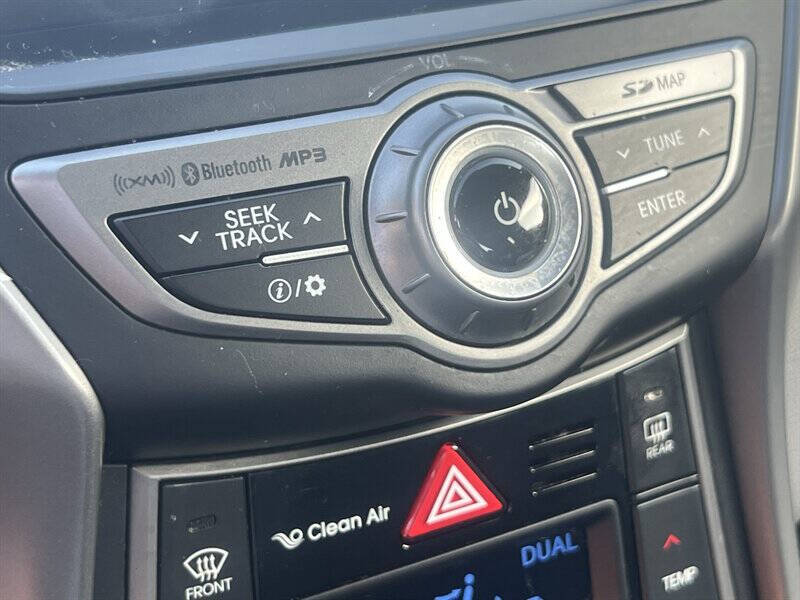 VOL
SD MAP
((XM)) Bluetooth MP3
TUNE
SEEK
TRACK
ENTER
i/
REAR
Clean Air
DUAL
FRONT
TEMP